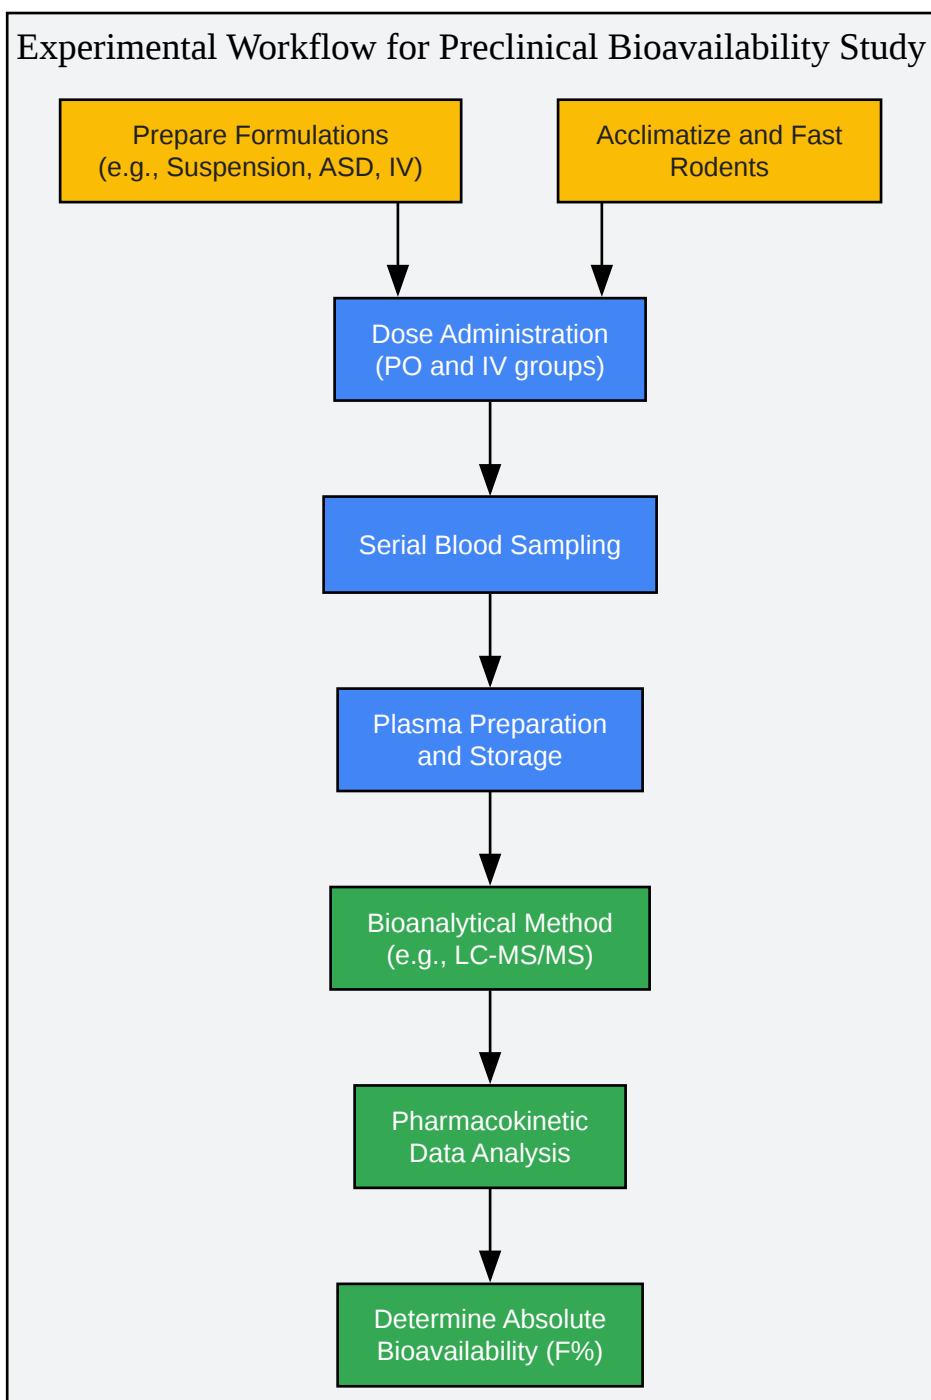 Experimental Workflow for Preclinical Bioavailability Study
Prepare Formulations
(e.g., Suspension, ASD, IV)
Acclimatize and Fast
Rodents
Dose Administration
(PO and IV groups)
Serial Blood Sampling
Plasma Preparation
and Storage
Bioanalytical Method
(e.g., LC-MS/MS)
Pharmacokinetic
Data Analysis
Determine Absolute
Bioavailability (F%)